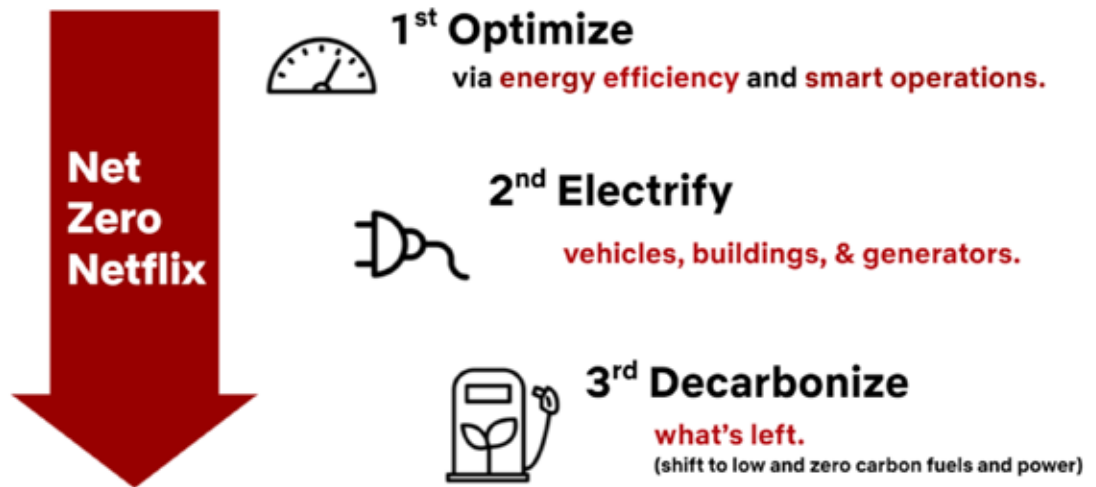 Net
Zero
Netflix
1st Optimize
via energy efficiency and smart operations.
2nd Electrify
vehicles, buildings, & generators.
3rd Decarbonize
what’s left.
(shift to low and zero carbon fuels and power)